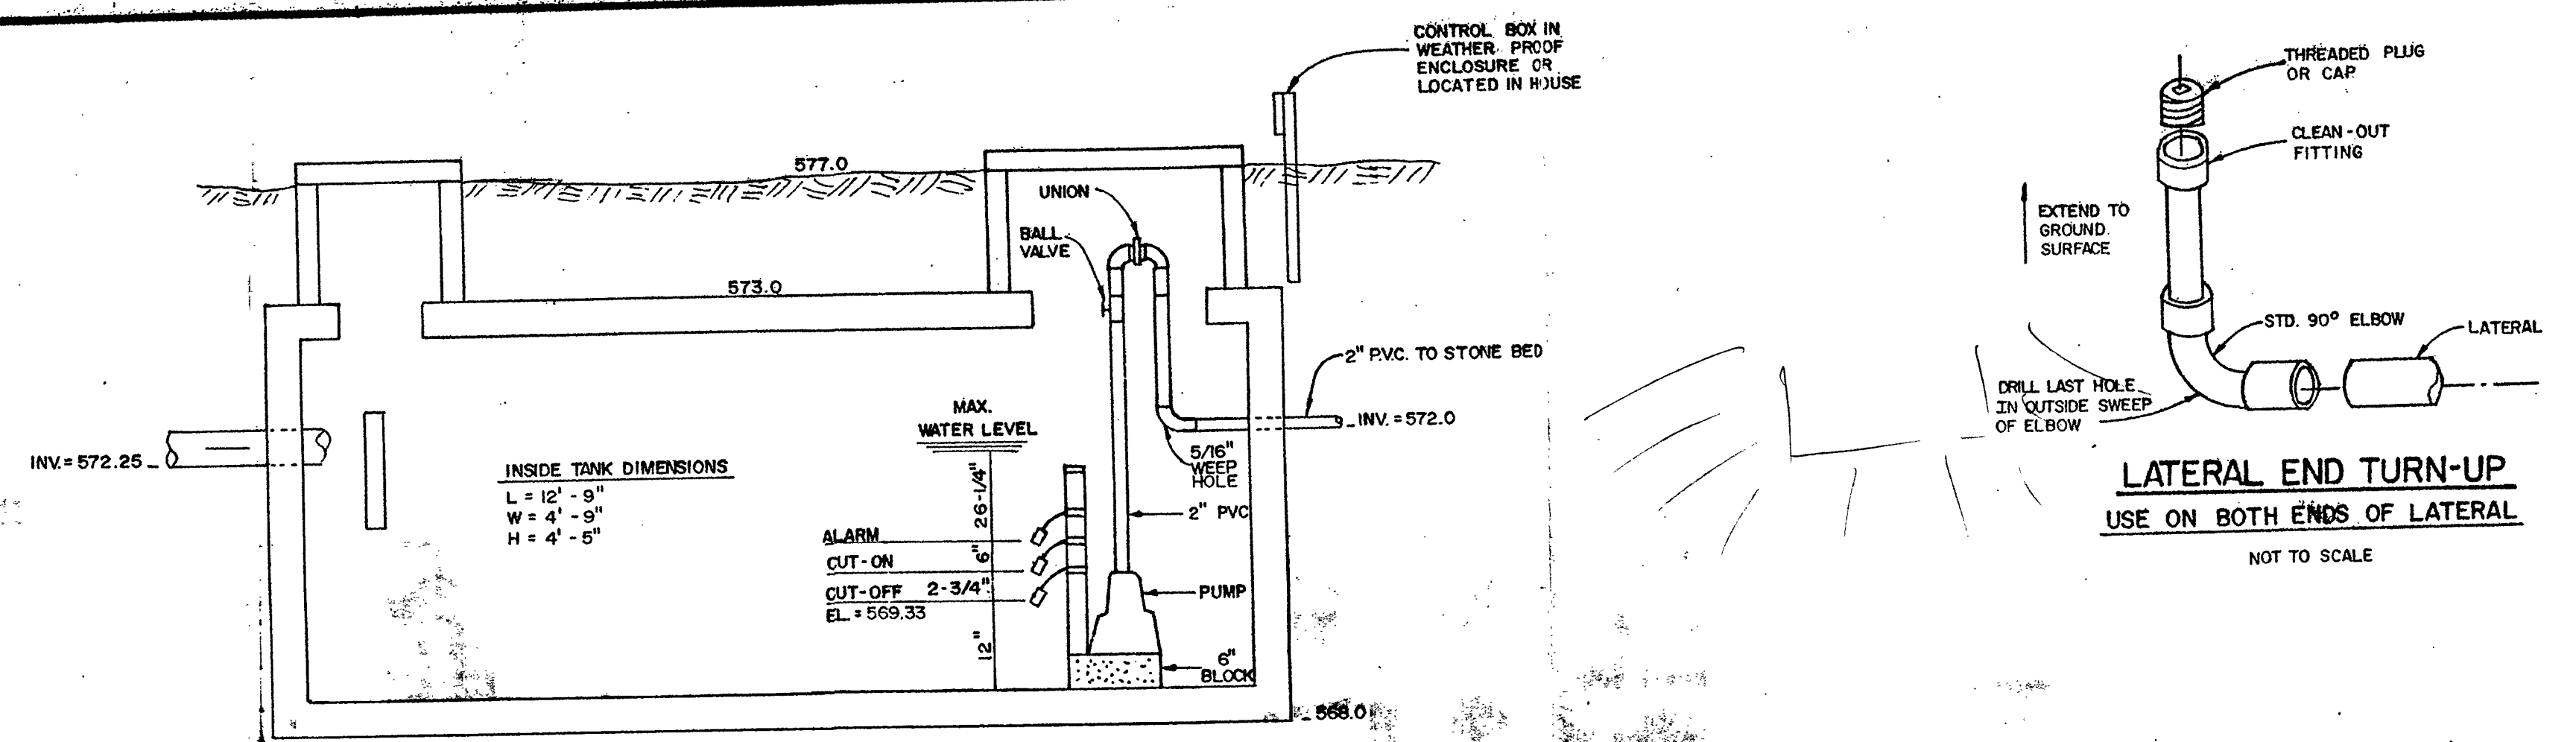 CONTROL BOX IN
WEATHER PROOF
ENCLOSURE OR
LOCATED IN HOUSE
577.0
UNION
BALL
VALVE
573.0
2" P.V.C. TO STONE BED
INV. = 572.0
MAX.
WATER LEVEL
INV. = 572.25
INSIDE TANK DIMENSIONS
L = 12' - 9"
W = 4' - 9"
H = 4' - 5"
5/16"
WEEP
HOLE
26-1/4"
2" PVC
ALARM
6"
CUT-ON
CUT-OFF 2-3/4"
EL. = 569.33
PUMP
12"
6"
BLOCK
568.0
THREADED PLUG
OR CAP
CLEAN-OUT
FITTING
EXTEND TO
GROUND
SURFACE
STD. 90° ELBOW
LATERAL
DRILL LAST HOLE
IN OUTSIDE SWEEP
OF ELBOW
LATERAL END TURN-UP
USE ON BOTH ENDS OF LATERAL
NOT TO SCALE